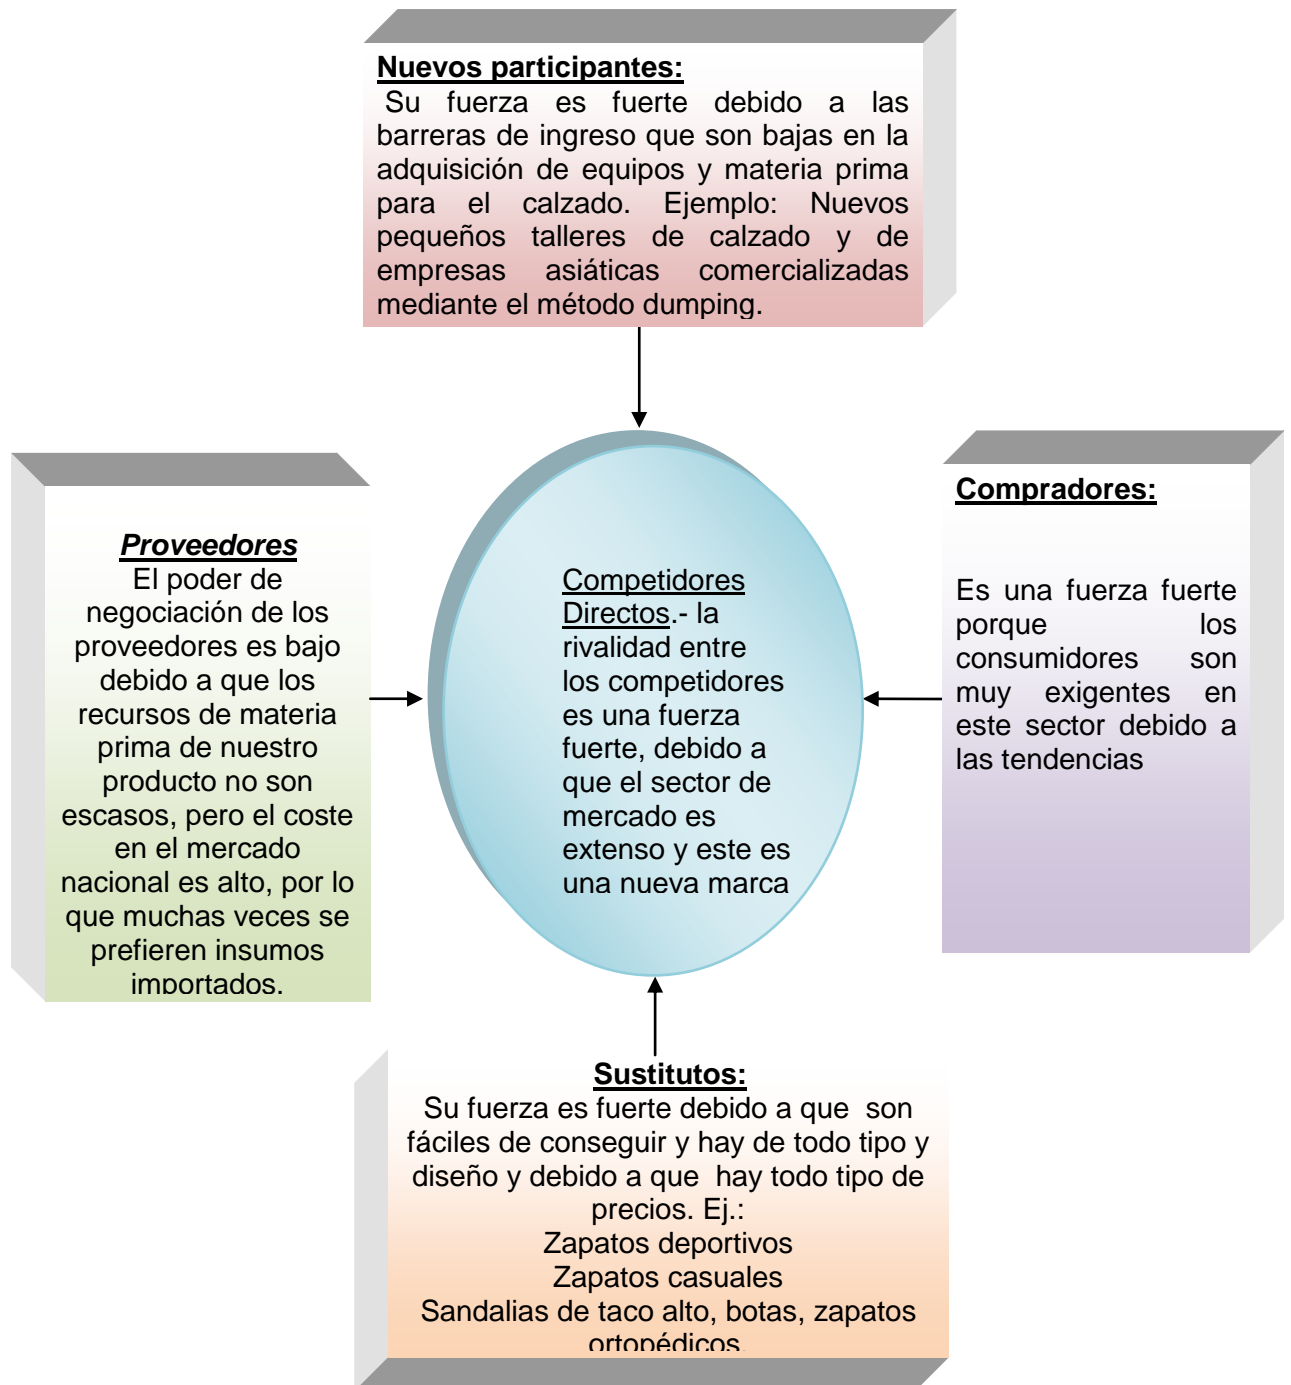 Nuevos participantes:
Su fuerza es fuerte debido a las
barreras de ingreso que son bajas en la
adquisición de equipos y materia prima
para el calzado. Ejemplo: Nuevos
pequeños talleres de calzado y de
empresas asiáticas comercializadas
mediante el método dumping.
Proveedores
El poder de
negociación de los
proveedores es bajo
debido a que los
recursos de materia
prima de nuestro
producto no son
escasos, pero el coste
en el mercado
nacional es alto, por lo
que muchas veces se
prefieren insumos
importados.
Competidores
Directos.- la
rivalidad entre
los competidores
es una fuerza
fuerte, debido a
que el sector de
mercado es
extenso y este es
una nueva marca
Compradores:
Es una fuerza fuerte
porque los
consumidores son
muy exigentes en
este sector debido a
las tendencias
Sustitutos:
Su fuerza es fuerte debido a que son
fáciles de conseguir y hay de todo tipo y
diseño y debido a que hay todo tipo de
precios. Ej.:
Zapatos deportivos
Zapatos casuales
Sandalias de taco alto, botas, zapatos
ortopédicos.